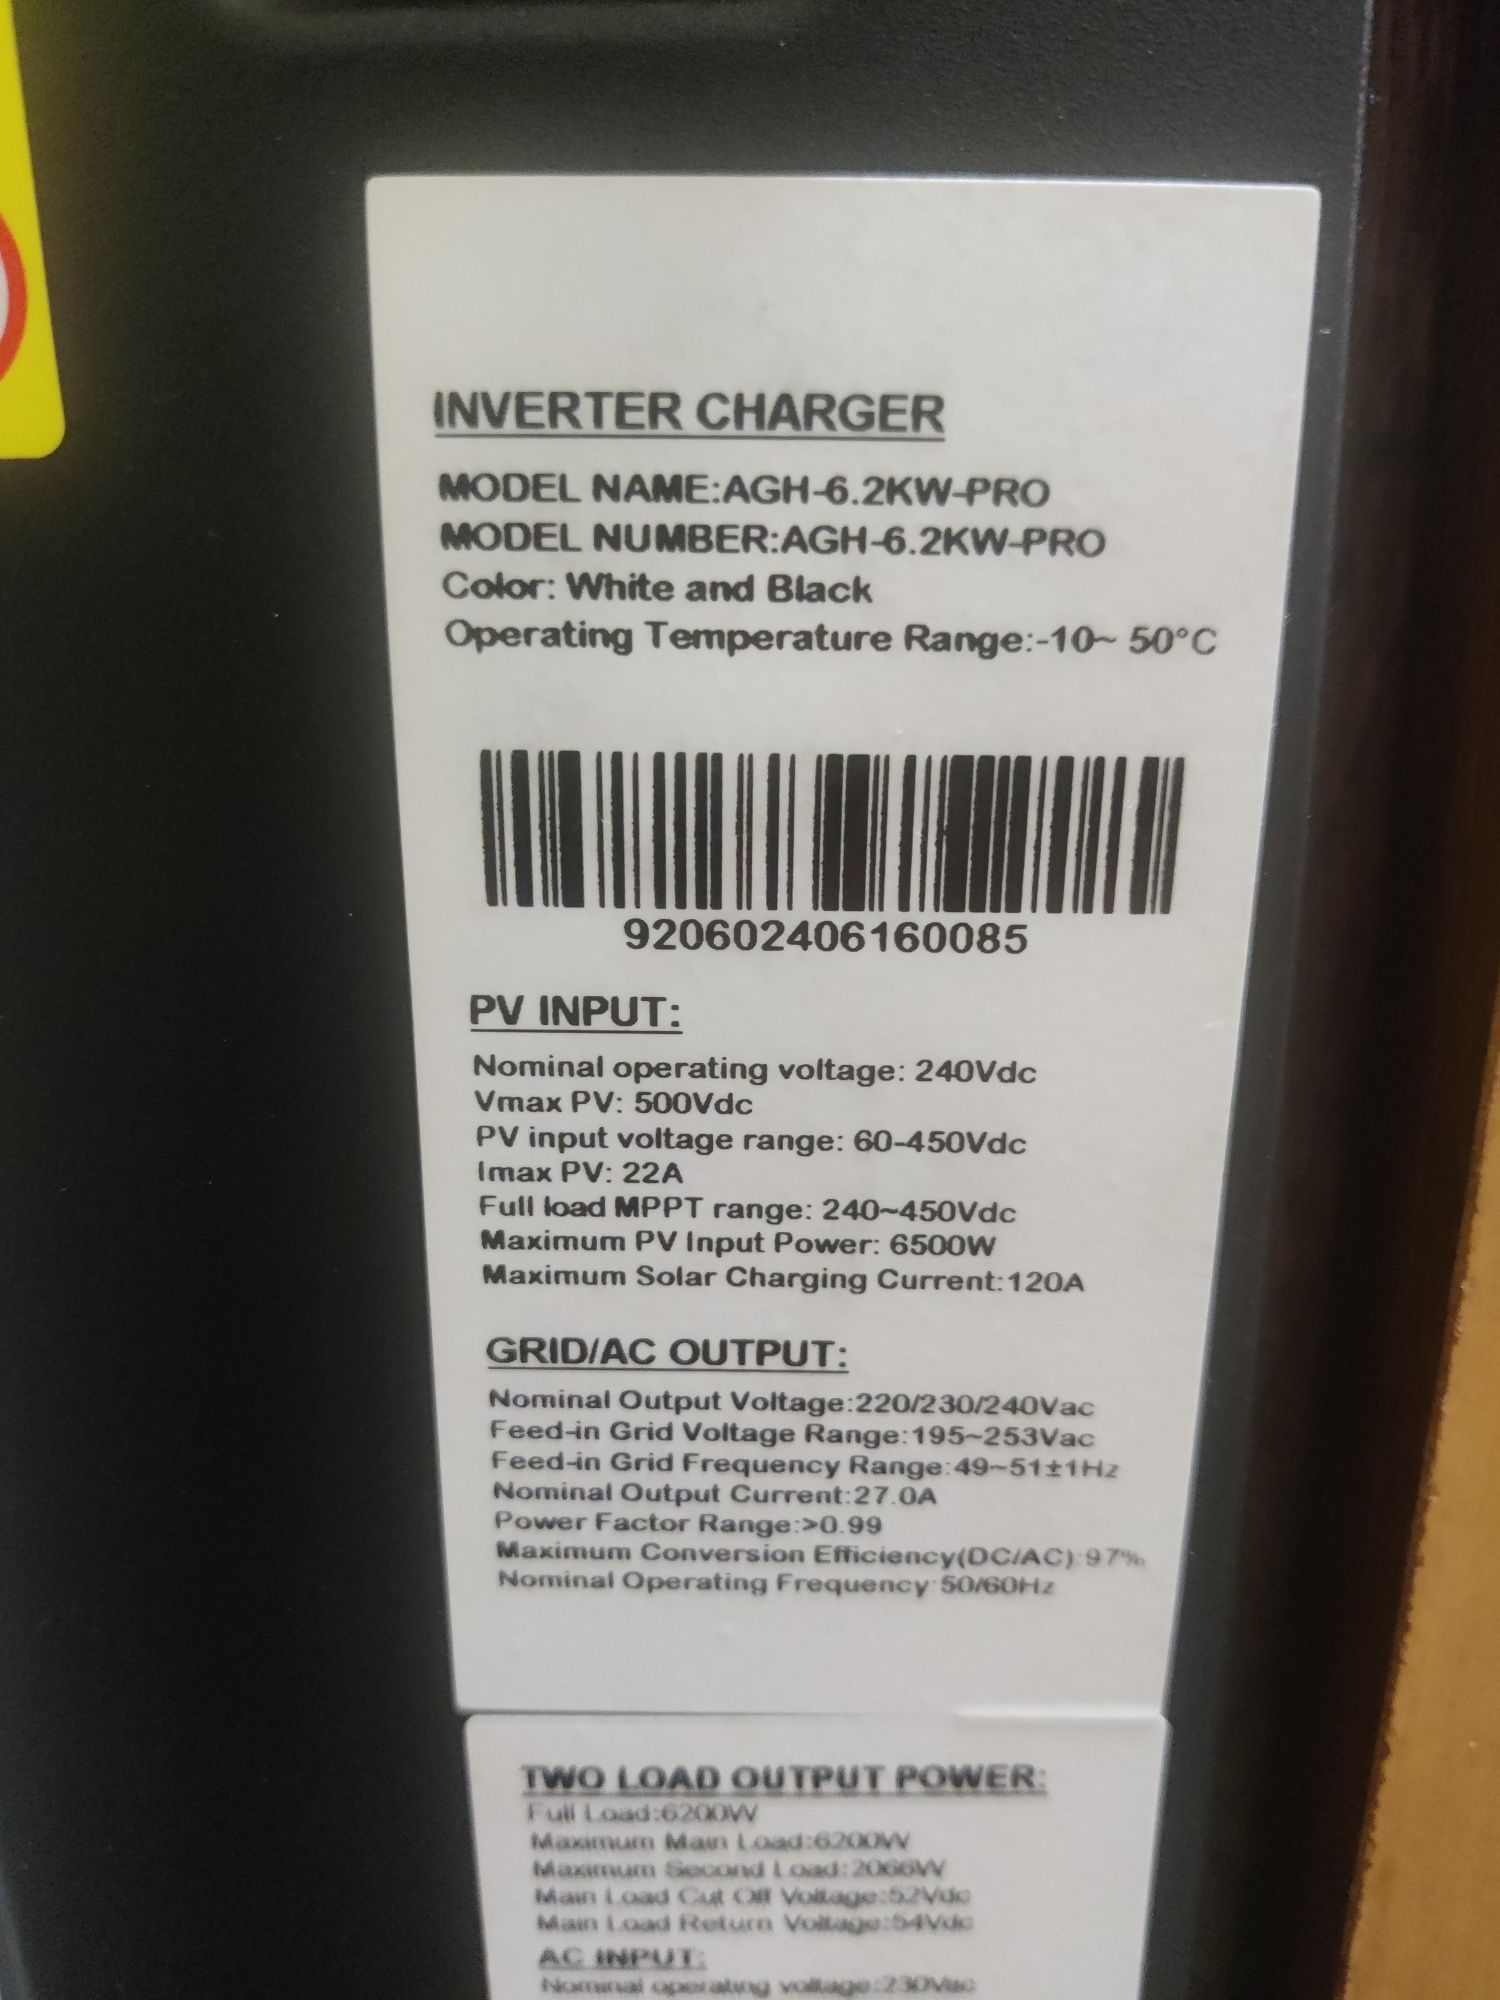 INVERTER CHARGER
MODEL NAME:AGH-6.2KW-PRO
MODEL NUMBER:AGH-6.2KW-PRO
Color: White and Black
Operating Temperature Range:-10~ 50°C
920602406160085
PV INPUT:
Nominal operating voltage: 240Vdc
Vmax PV: 500Vdc
PV input voltage range: 60-450Vdc
Imax PV: 22A
Full load MPPT range: 240~450Vdc
Maximum PV Input Power: 6500W
Maximum Solar Charging Current:120A
GRID/AC OUTPUT:
Nominal Output Voltage:220/230/240Vac
Feed-in Grid Voltage Range:195~253Vac
Feed-in Grid Frequency Range:49~51±1Hz
Nominal Output Current:27.0A
Power Factor Range:>0.99
Maximum Conversion Efficiency(DC/AC):97%
Nominal Operating Frequency:50/60Hz
TWO LOAD OUTPUT POWER:
Full Load:6200W
Maximum Main Load:6200W
Maximum Second Load:2066W
Main Load Cut Off Voltage:52Vdc
Main Load Return Voltage:54Vdc
AC INPUT:
Nominal operating voltage:230Vac